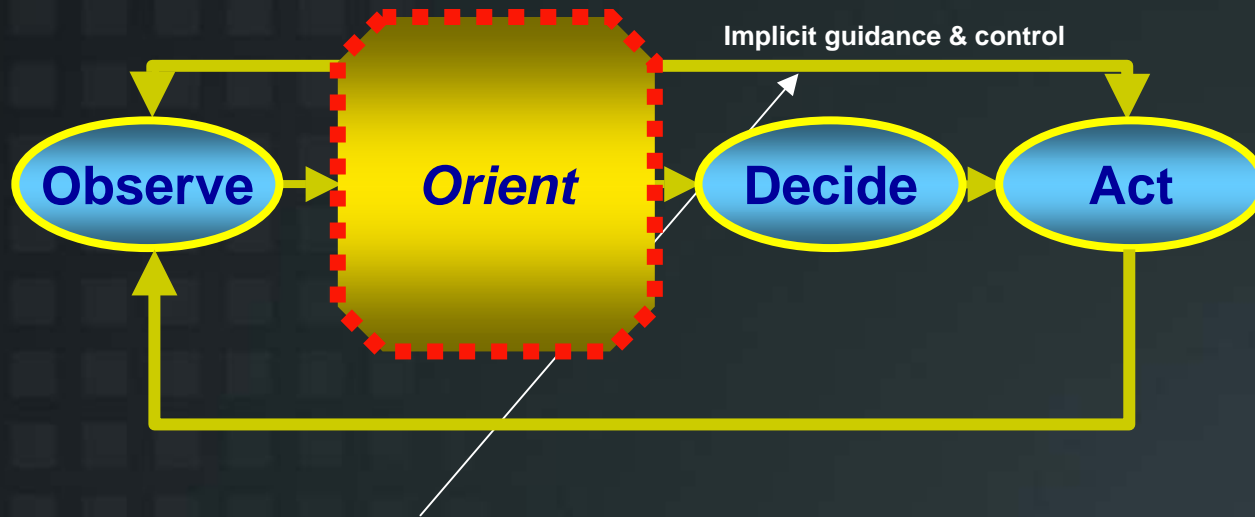 Implicit guidance & control
Observe
Orient
Decide
Act